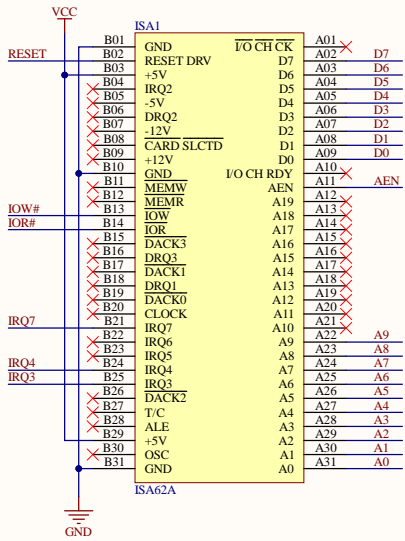 VCC
ISA1
B01 GND I/O CH CK A01
RESET B02 RESET DRV D7 A02 D7
B03 +5V D6 A03 D6
B04 IRQ2 D5 A04 D5
B05 -5V D4 A05 D4
B06 DRQ2 D3 A06 D3
B07 -12V D2 A07 D2
B08 CARD SLCTD D1 A08 D1
B09 +12V D0 A09 D0
B10 GND I/O CH RDY A10
B11 MEMW AEN A11 AEN
B12 MEMR A19 A12
IOW# B13 IOW A18 A13
IOR# B14 IOR A17 A14
B15 DACK3 A16 A15
B16 DRQ3 A15 A16
B17 DACK1 A14 A17
B18 DRQ1 A13 A18
B19 DACK0 A12 A19
B20 CLOCK A11 A20
IRQ7 B21 IRQ7 A10 A21
B22 IRQ6 A9 A22 A9
B23 IRQ5 A8 A23 A8
IRQ4 B24 IRQ4 A7 A24 A7
IRQ3 B25 IRQ3 A6 A25 A6
B26 DACK2 A5 A26 A5
B27 T/C A4 A27 A4
B28 ALE A3 A28 A3
B29 +5V A2 A29 A2
B30 OSC A1 A30 A1
B31 GND A0 A31 A0
ISA62A
GND